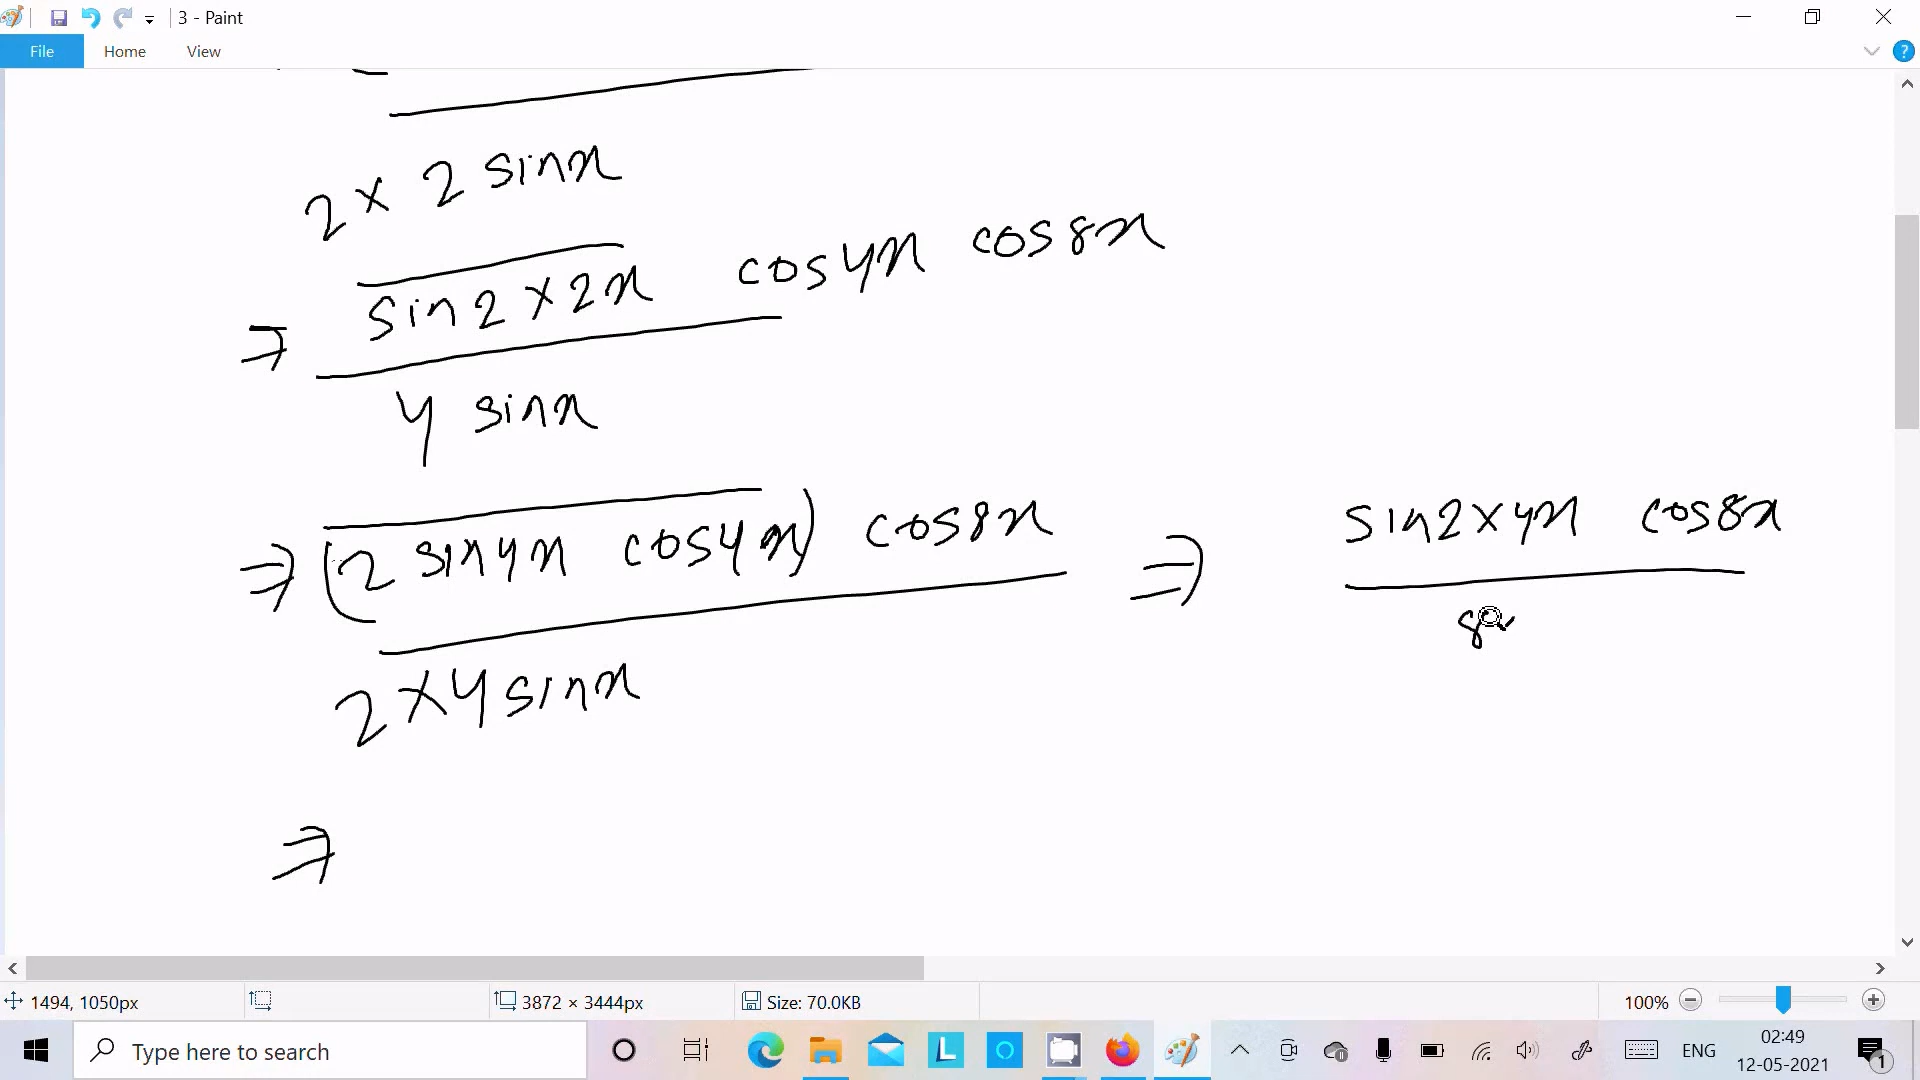 3 - Paint
File Home View
2 × 2 sinx
⇒ sin2×2x cos4x cos8x
4 sinx
⇒ (2 sin4x cos4x) cos8x ⇒ sin2×4x cos8x
8
2×4 sinx
⇒
1494, 1050px 3872 × 3444px Size: 70.0KB 100%
Type here to search
L
ENG
02:49
12-05-2021
1